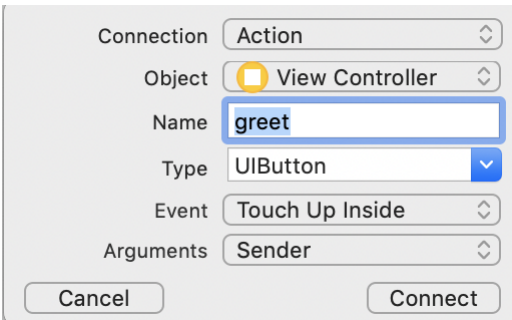 Connection Action
Object View Controller
Name greet
Type UIButton
Event Touch Up Inside
Arguments Sender
Cancel Connect